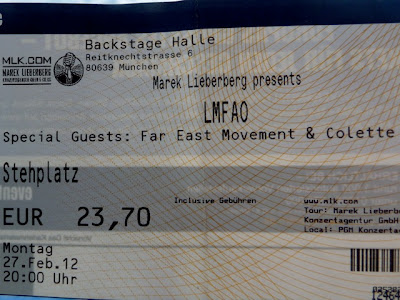 Backstage Halle
Reitknechtstrasse 6
80639 München
MLK.COM
MAREK LIEBERBERG
Marek Lieberberg presents
LMFAO
Special Guests: Far East Movement & Colette
Stehplatz
Inclusive Gebühren
EUR 23,70
www.mlk.com
Tour: Marek Lieberbe
Konzertagentur GmbH
Local: PGM Konzertag
Montag
27.Feb.12
20:00 Uhr